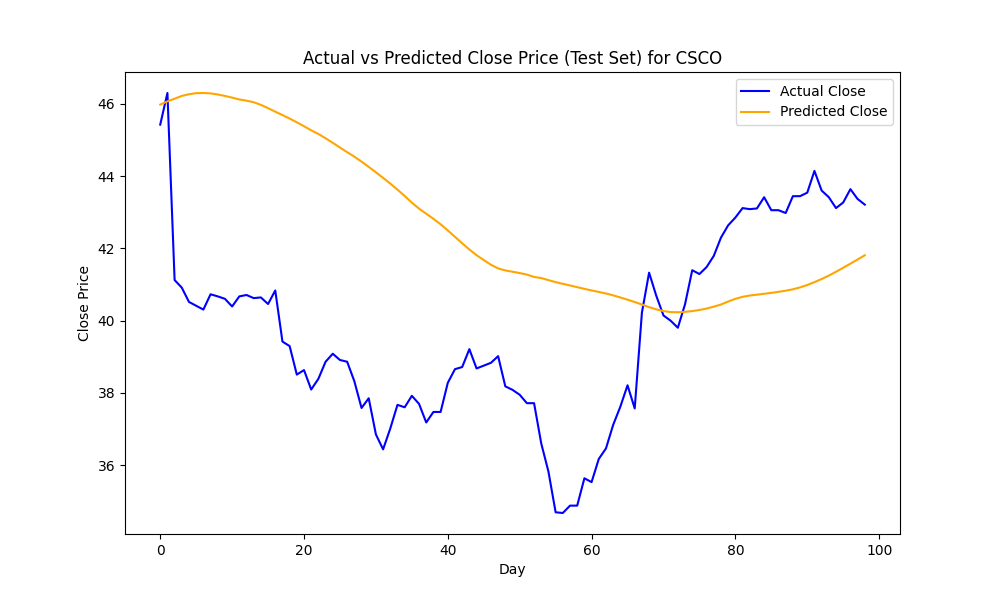 Actual vs Predicted Close Price (Test Set) for CSCO
Actual Close
Predicted Close
Close Price
46
44
42
40
38
36
0 20 40 60 80 100
Day